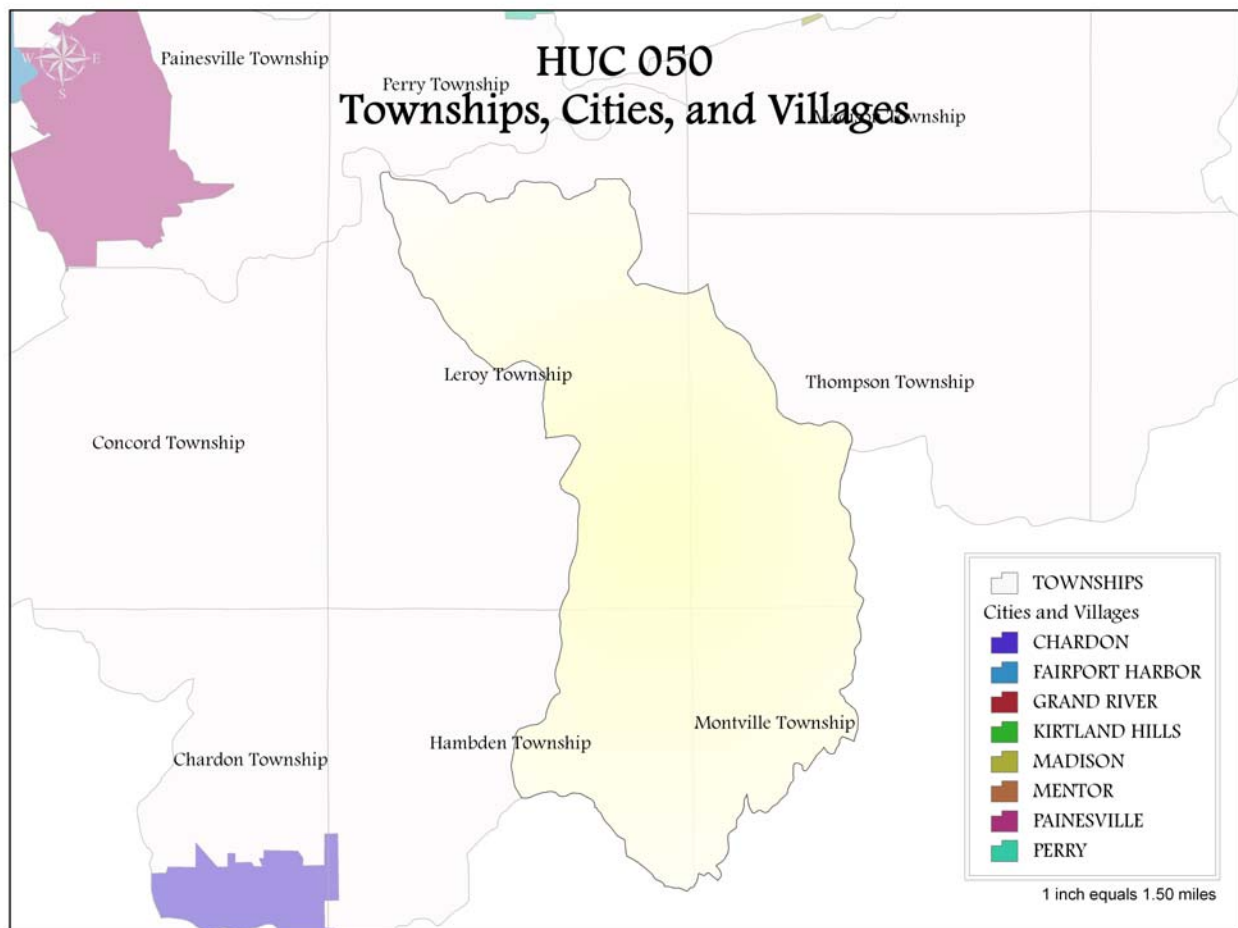 HUC 050
Townships, Cities, and Villages
Painesville Township
Perry Township
Madison Township
W
E
S
Leroy Township
Thompson Township
Concord Township
Montville Township
Hambden Township
Chardon Township
TOWNSHIPS
Cities and Villages
CHARDON
FAIRPORT HARBOR
GRAND RIVER
KIRTLAND HILLS
MADISON
MENTOR
PAINESVILLE
PERRY
1 inch equals 1.50 miles